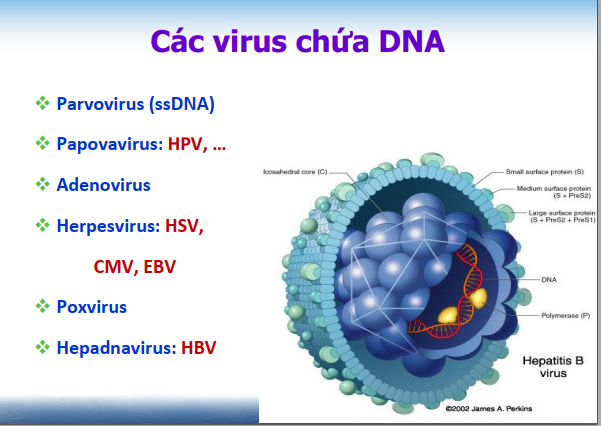 Các virus chứa DNA
Parvovirus (ssDNA)
Papovavirus: HPV, ...
Adenovirus
Herpesvirus: HSV,
CMV, EBV
Poxvirus
Hepadnavirus: HBV
Icosahedral core (C)
Small surface protein (S)
Medium surface protein
(S + PreS2)
Large surface protein
(S + PreS2 + PreS1)
DNA
Polymerase (P)
Hepatitis B
virus
©2002 James A. Perkins